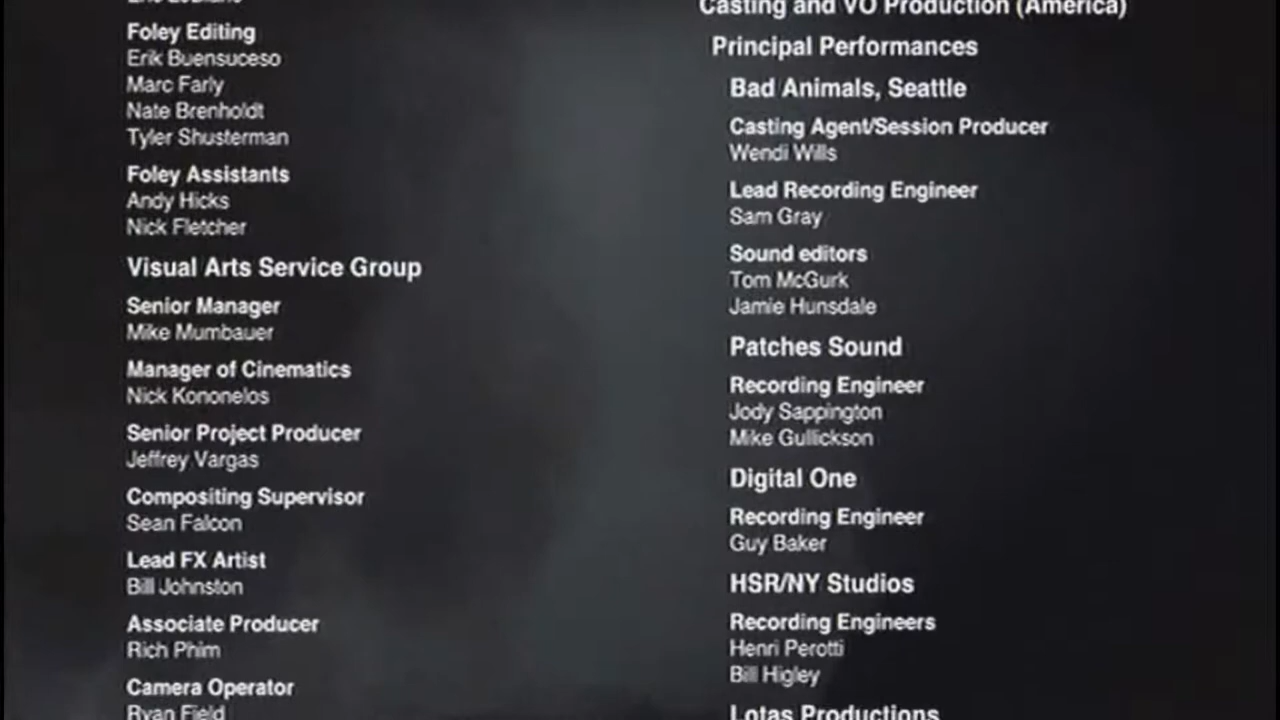 Foley Editing
Erik Buensuceso
Marc Farly
Nate Brenholdt
Tyler Shusterman
Foley Assistants
Andy Hicks
Nick Fletcher
Visual Arts Service Group
Senior Manager
Mike Mumbauer
Manager of Cinematics
Nick Kononelos
Senior Project Producer
Jeffrey Vargas
Compositing Supervisor
Sean Falcon
Lead FX Artist
Bill Johnston
Associate Producer
Rich Phim
Camera Operator
Ryan Field
Casting and VO Production (America)
Principal Performances
Bad Animals, Seattle
Casting Agent/Session Producer
Wendi Wills
Lead Recording Engineer
Sam Gray
Sound editors
Tom McGurk
Jamie Hunsdale
Patches Sound
Recording Engineer
Jody Sappington
Mike Gullickson
Digital One
Recording Engineer
Guy Baker
HSR/NY Studios
Recording Engineers
Henri Perotti
Bill Higley
Lotas Productions